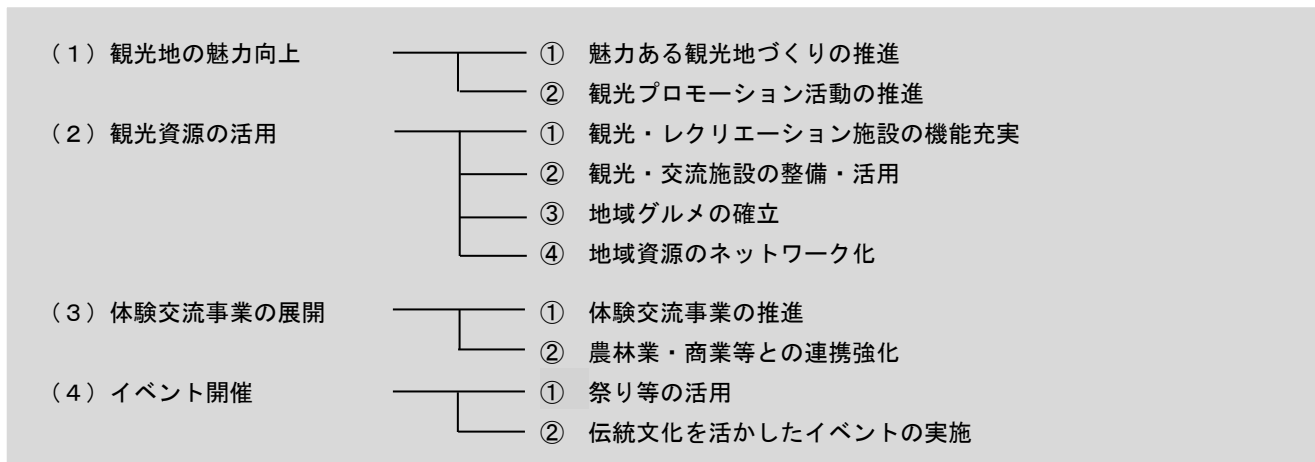 （１）観光地の魅力向上 ① 魅力ある観光地づくりの推進
② 観光プロモーション活動の推進
（２）観光資源の活用 ① 観光・レクリエーション施設の機能充実
② 観光・交流施設の整備・活用
③ 地域グルメの確立
④ 地域資源のネットワーク化
（３）体験交流事業の展開 ① 体験交流事業の推進
② 農林業・商業等との連携強化
（４）イベント開催 ① 祭り等の活用
② 伝統文化を活かしたイベントの実施